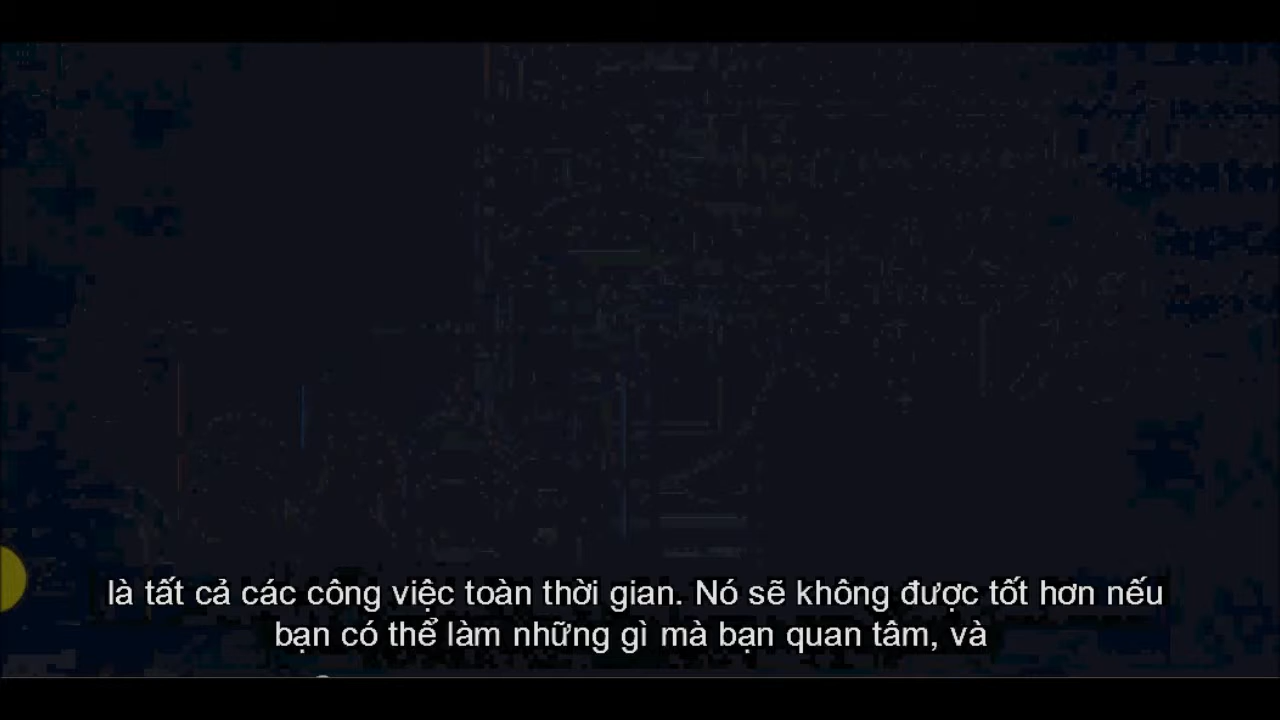 là tất cả các công việc toàn thời gian. Nó sẽ không được tốt hơn nếu
bạn có thể làm những gì mà bạn quan tâm, và